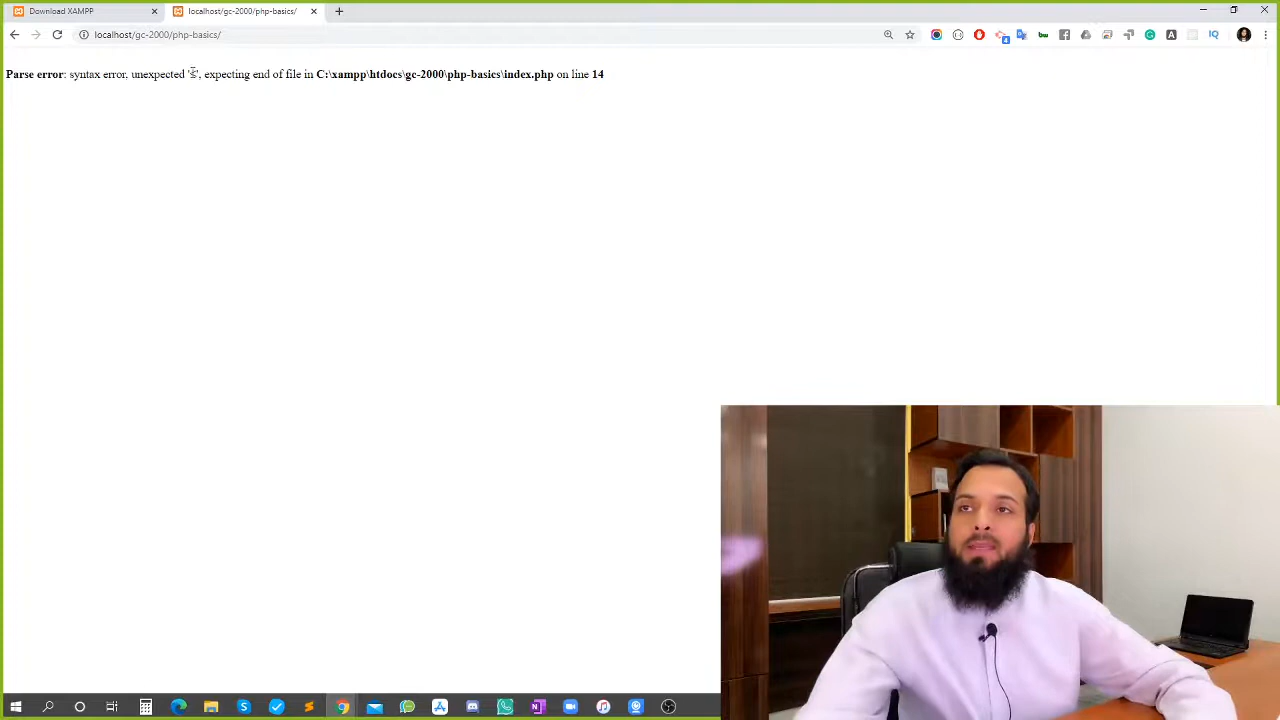 Download XAMPP
localhost/gc-2000/php-basics/
localhost/gc-2000/php-basics/
Parse error: syntax error, unexpected '<', expecting end of file in C:\xampp\htdocs\gc-2000\php-basics\index.php on line 14